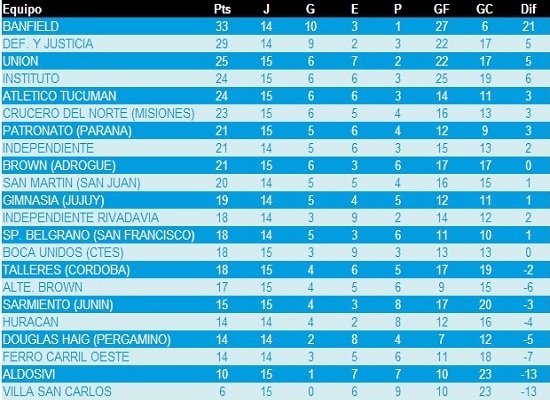 Equipo Pts J G E P GF GC Dif
BANFIELD 33 14 10 3 1 27 6 21
DEF. Y JUSTICIA 29 14 9 2 3 22 17 5
UNION 25 15 6 7 2 22 17 5
INSTITUTO 24 15 6 6 3 25 19 6
ATLETICO TUCUMAN 24 15 6 6 3 14 11 3
CRUCERO DEL NORTE (MISIONES) 23 15 6 5 4 16 13 3
PATRONATO (PARANA) 21 15 5 6 4 12 9 3
INDEPENDIENTE 21 14 5 6 3 15 13 2
BROWN (ADROGUE) 21 15 6 3 6 17 17 0
SAN MARTIN (SAN JUAN) 20 14 5 5 4 16 15 1
GIMNASIA (JUJUY) 19 14 5 4 5 12 11 1
INDEPENDIENTE RIVADAVIA 18 14 3 9 2 14 12 2
SP. BELGRANO (SAN FRANCISCO) 18 14 5 3 6 11 10 1
BOCA UNIDOS (CTES) 18 15 3 9 3 13 13 0
TALLERES (CORDOBA) 18 15 4 6 5 17 19 -2
ALTE. BROWN 17 15 4 5 6 9 15 -6
SARMIENTO (JUNIN) 15 15 4 3 8 17 20 -3
HURACAN 14 14 4 2 8 12 16 -4
DOUGLAS HAIG (PERGAMINO) 14 14 2 8 4 7 12 -5
FERRO CARRIL OESTE 14 14 3 5 6 11 18 -7
ALDOSIVI 10 15 1 7 7 10 23 -13
VILLA SAN CARLOS 6 15 0 6 9 10 23 -13